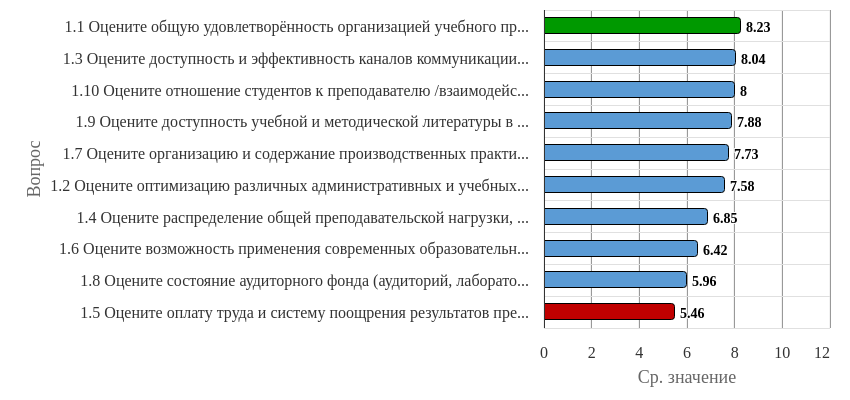 1.1 Оцените общую удовлетворённость организацией учебного пр... 8.23
1.3 Оцените доступность и эффективность каналов коммуникации... 8.04
1.10 Оцените отношение студентов к преподавателю /взаимодейс... 8
1.9 Оцените доступность учебной и методической литературы в ... 7.88
1.7 Оцените организацию и содержание производственных практи... 7.73
Вопрос
1.2 Оцените оптимизацию различных административных и учебных... 7.58
1.4 Оцените распределение общей преподавательской нагрузки, ... 6.85
1.6 Оцените возможность применения современных образовательн... 6.42
1.8 Оцените состояние аудиторного фонда (аудиторий, лаборато... 5.96
1.5 Оцените оплату труда и систему поощрения результатов пре... 5.46
0 2 4 6 8 10 12
Ср. значение